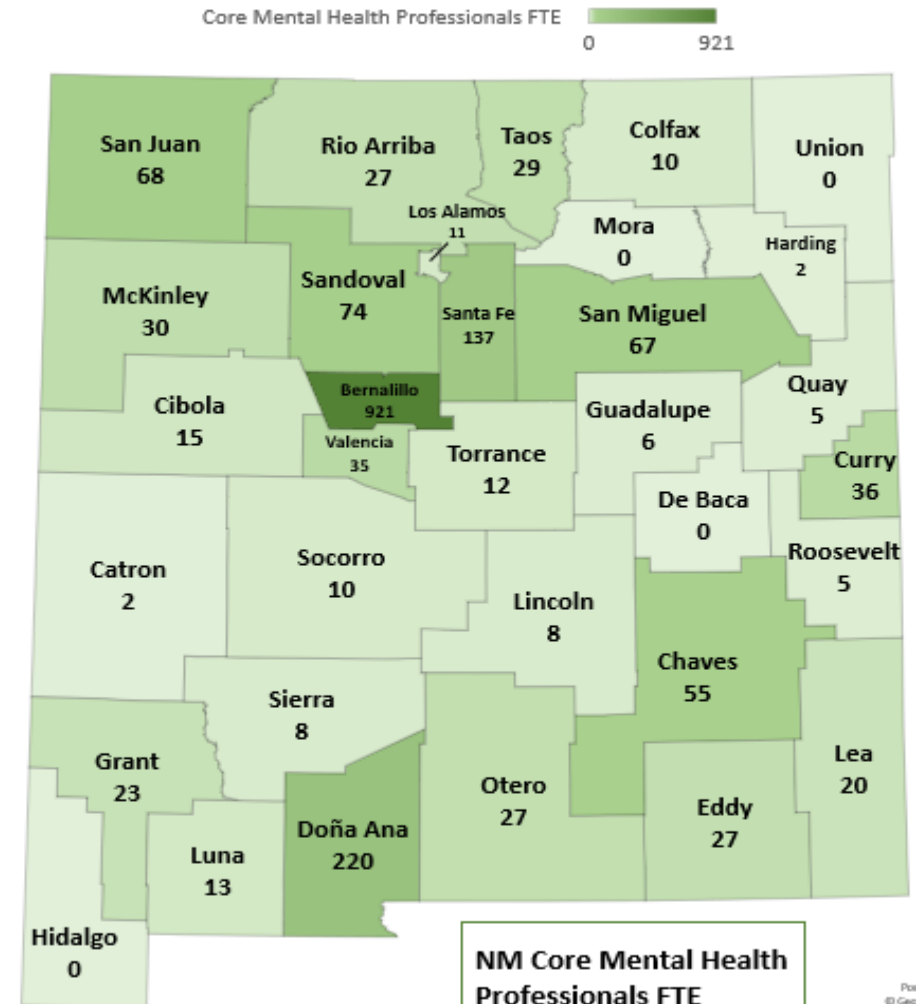 Core Mental Health Professionals FTE
0 921
San Juan
68
Rio Arriba
27
Taos
29
Colfax
10
Union
0
Los Alamos
11
Mora
0
Harding
2
McKinley
30
Sandoval
74
Santa Fe
137
San Miguel
67
Bernalillo
921
Cibola
15
Valencia
35
Torrance
12
Guadalupe
6
Quay
5
Curry
36
De Baca
0
Roosevelt
5
Catron
2
Socorro
10
Lincoln
8
Chaves
55
Sierra
8
Grant
23
Otero
27
Eddy
27
Lea
20
Doña Ana
220
Luna
13
Hidalgo
0
NM Core Mental Health
Professionals FTE